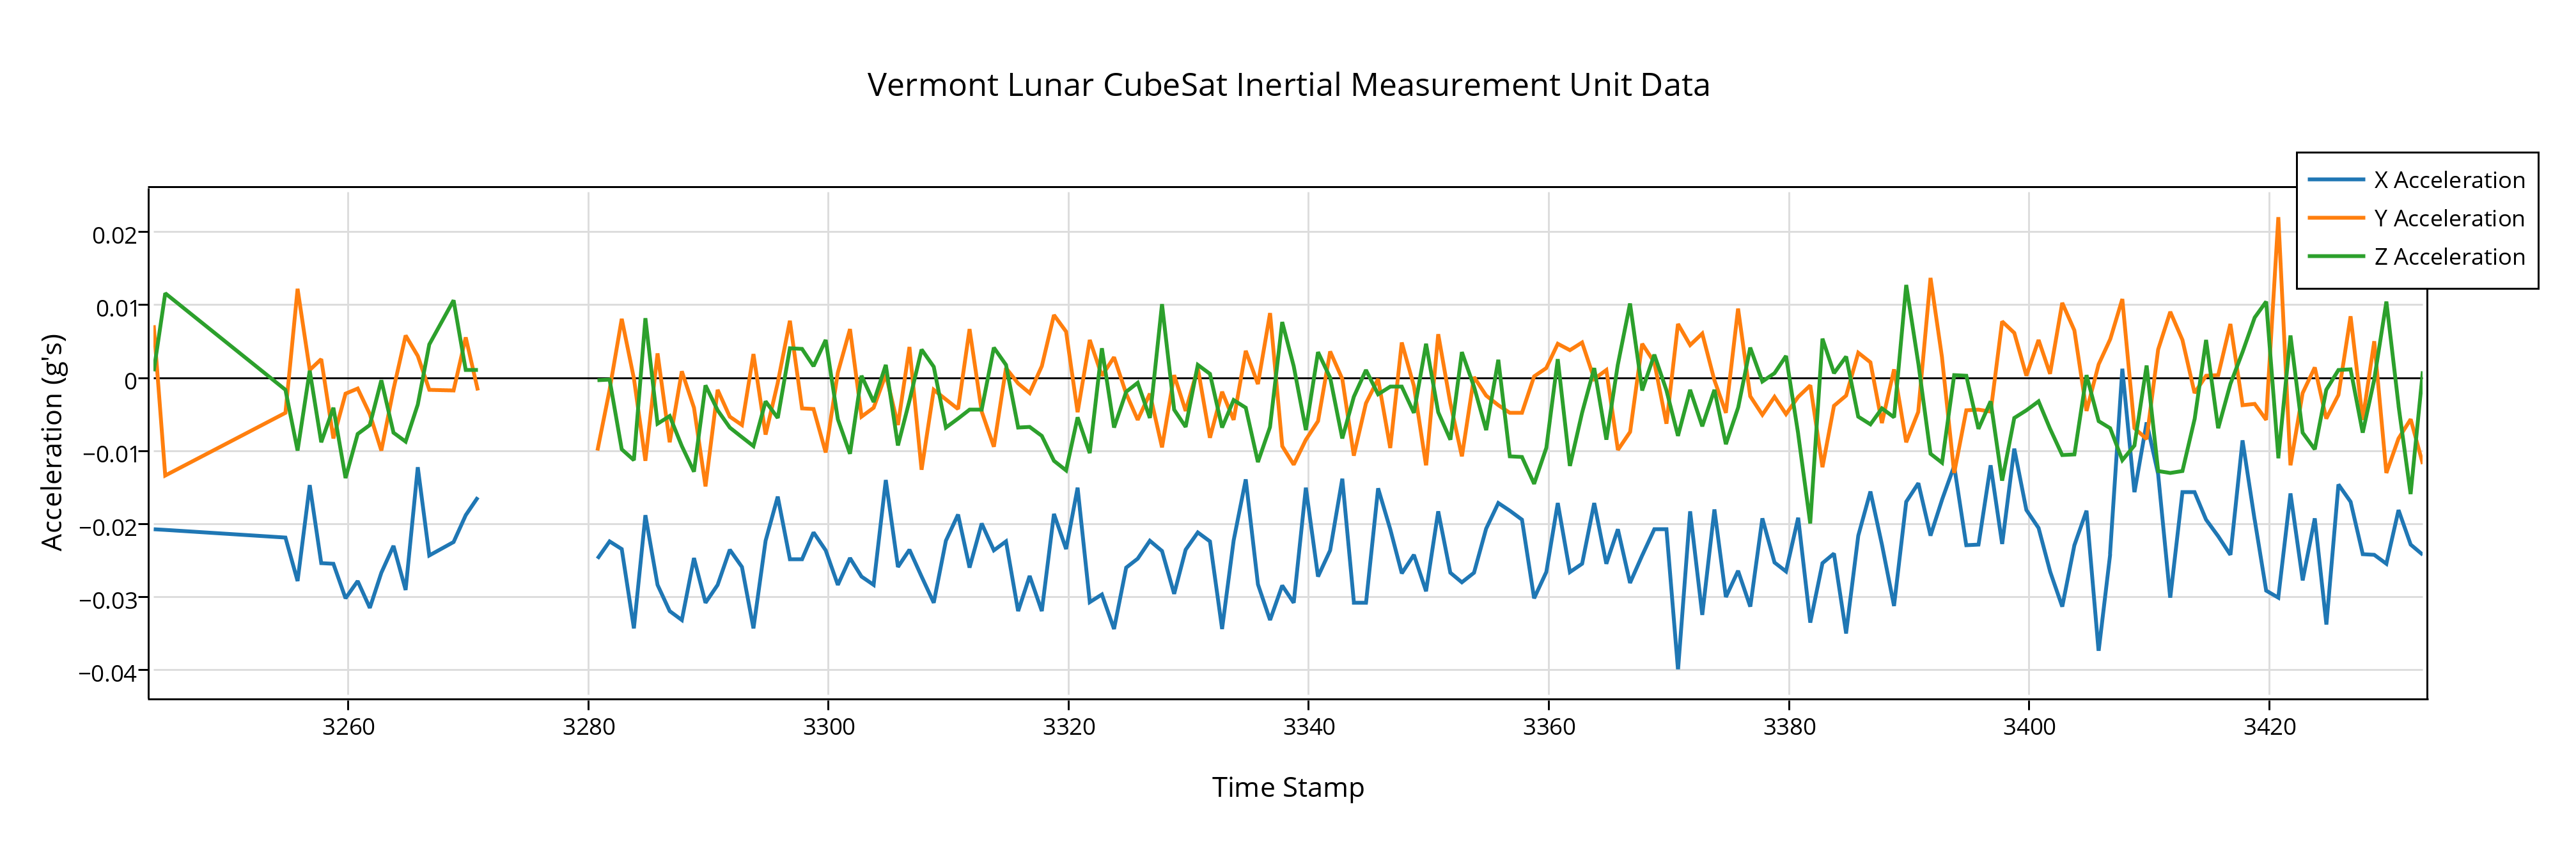 Vermont Lunar CubeSat Inertial Measurement Unit Data
X Acceleration
Y Acceleration
Z Acceleration
Acceleration (g's)
0.02
0.01
0
−0.01
−0.02
−0.03
−0.04
3260 3280 3300 3320 3340 3360 3380 3400 3420
Time Stamp